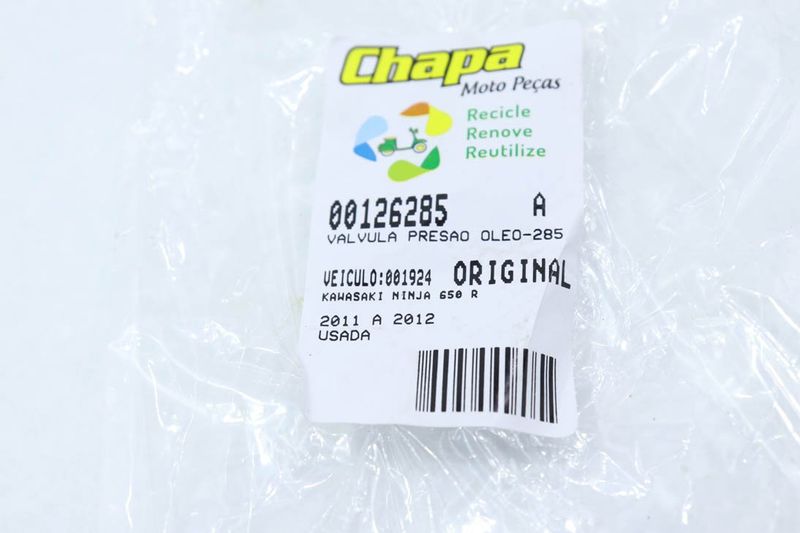 Chapa
Moto Peças
Recicle
Renove
Reutilize
00126285 A
VALVULA PRESAO OLEO-285
VEICULO:001924 ORIGINAL
KAWASAKI NINJA 650 R
2011 A 2012
USADA